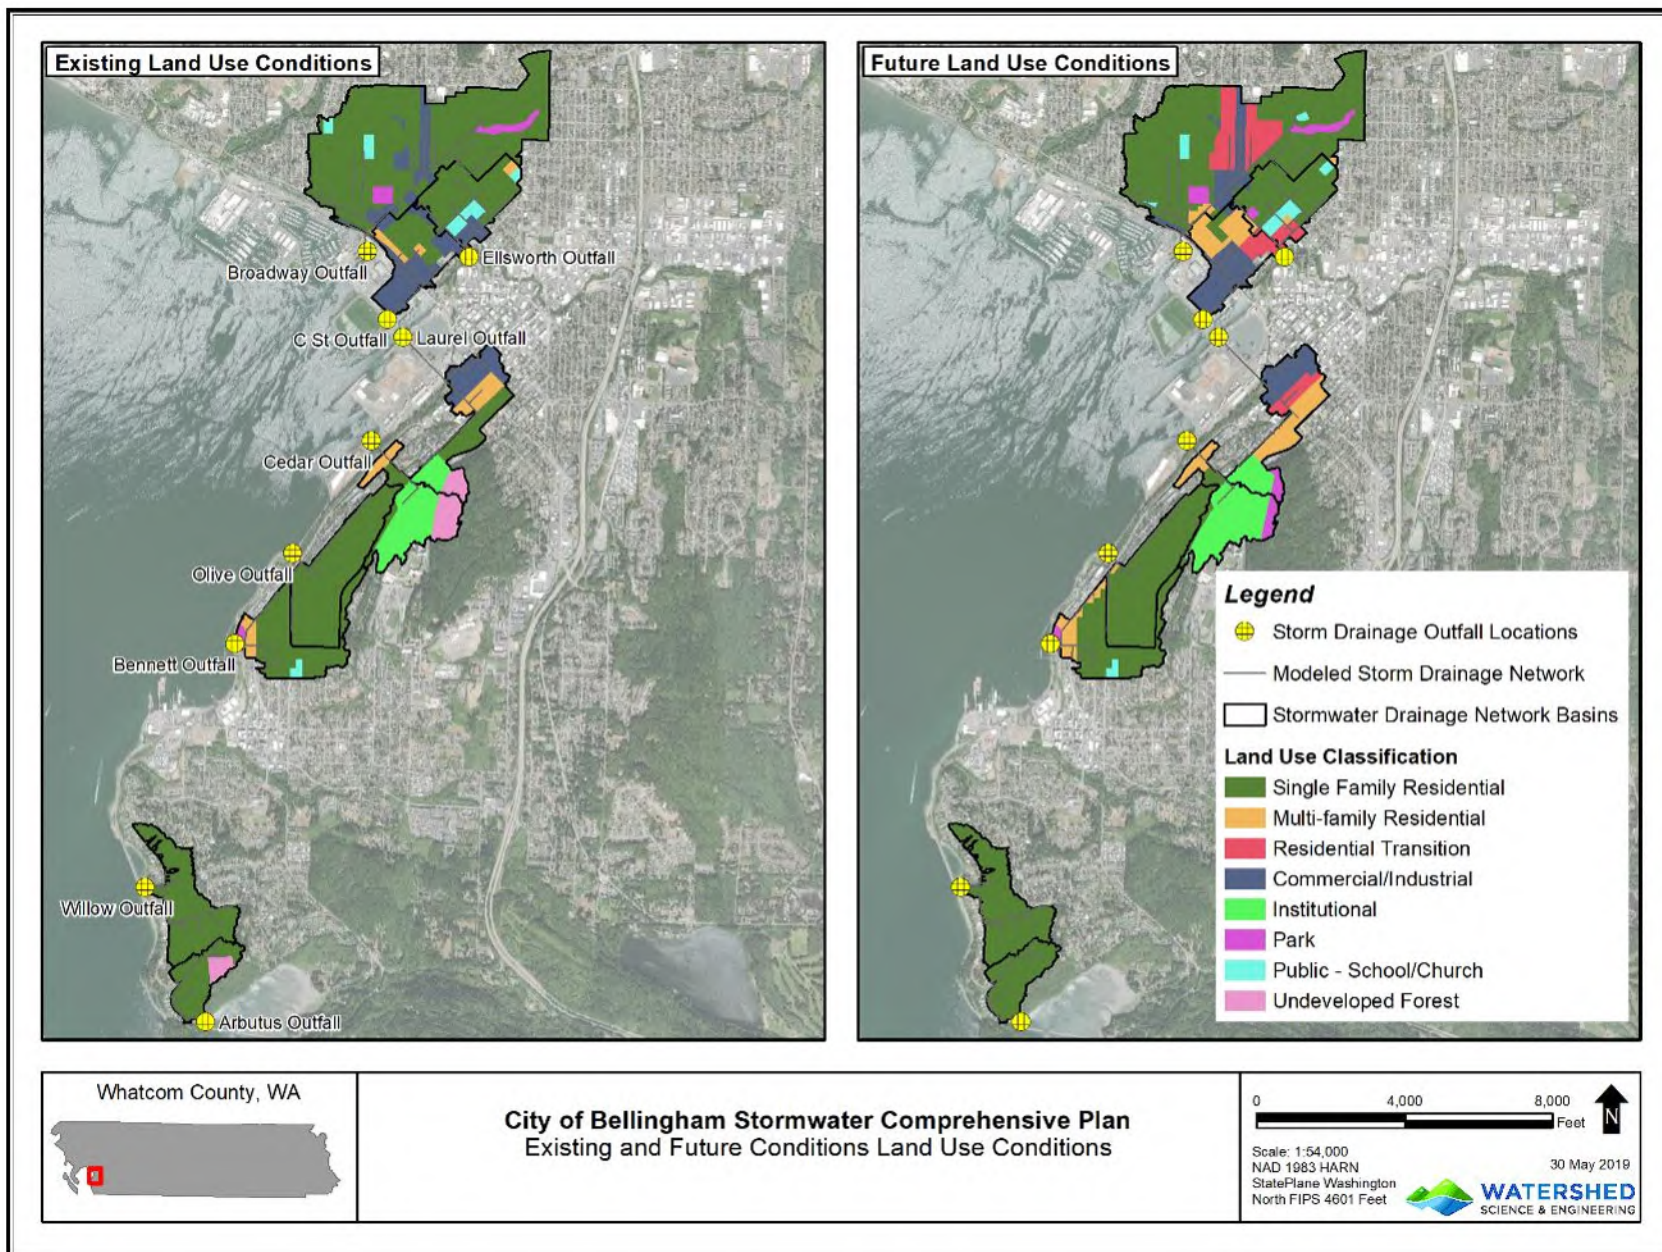 Existing Land Use Conditions
Broadway Outfall
Ellsworth Outfall
C St Outfall
Laurel Outfall
Cedar Outfall
Olive Outfall
Bennett Outfall
Willow Outfall
Arbutus Outfall
Future Land Use Conditions
Legend
Storm Drainage Outfall Locations
Modeled Storm Drainage Network
Stormwater Drainage Network Basins
Land Use Classification
Single Family Residential
Multi-family Residential
Residential Transition
Commercial/Industrial
Institutional
Park
Public - School/Church
Undeveloped Forest
Whatcom County, WA
City of Bellingham Stormwater Comprehensive Plan
Existing and Future Conditions Land Use Conditions
0 4,000 8,000
Feet
N
Scale: 1:54,000
NAD 1983 HARN
StatePlane Washington
North FIPS 4601 Feet
30 May 2019
WATERSHED
SCIENCE & ENGINEERING